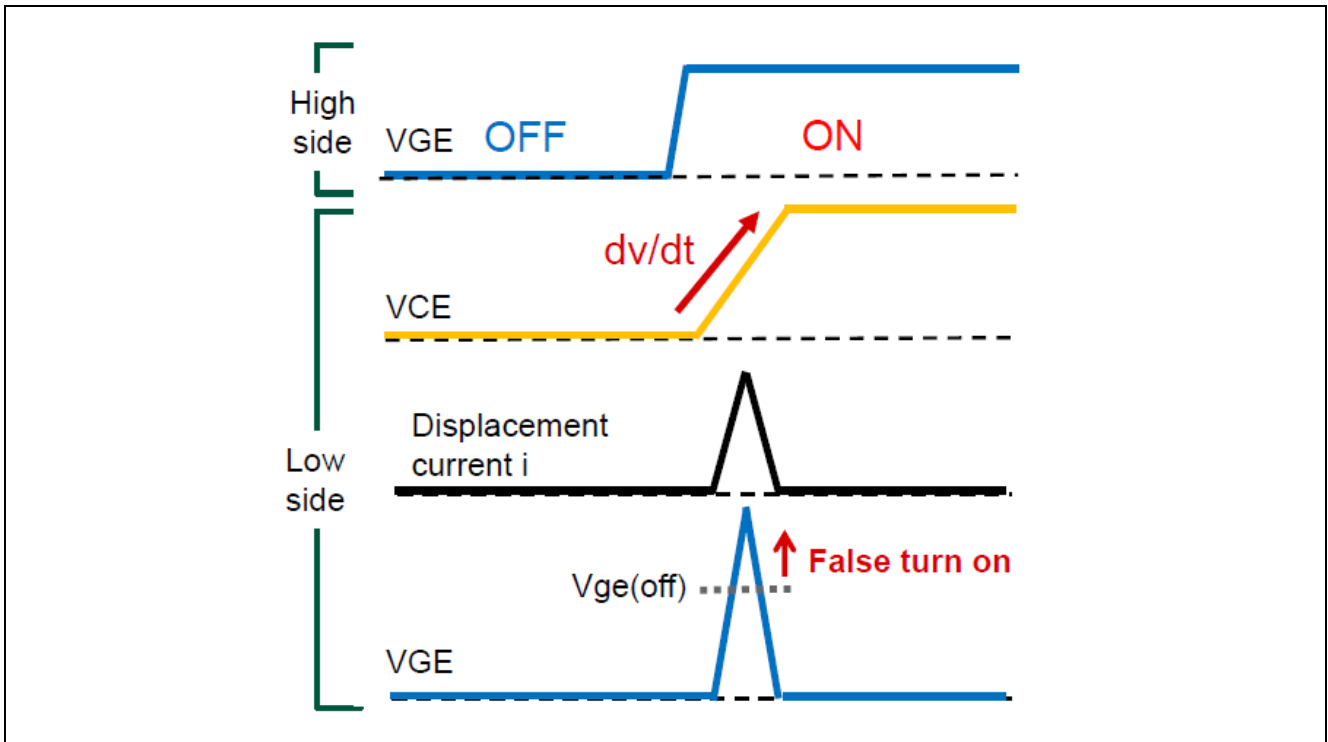 High
side
VGE
OFF
ON
dv/dt
VCE
Displacement
current i
Low
side
False turn on
Vge(off)
VGE